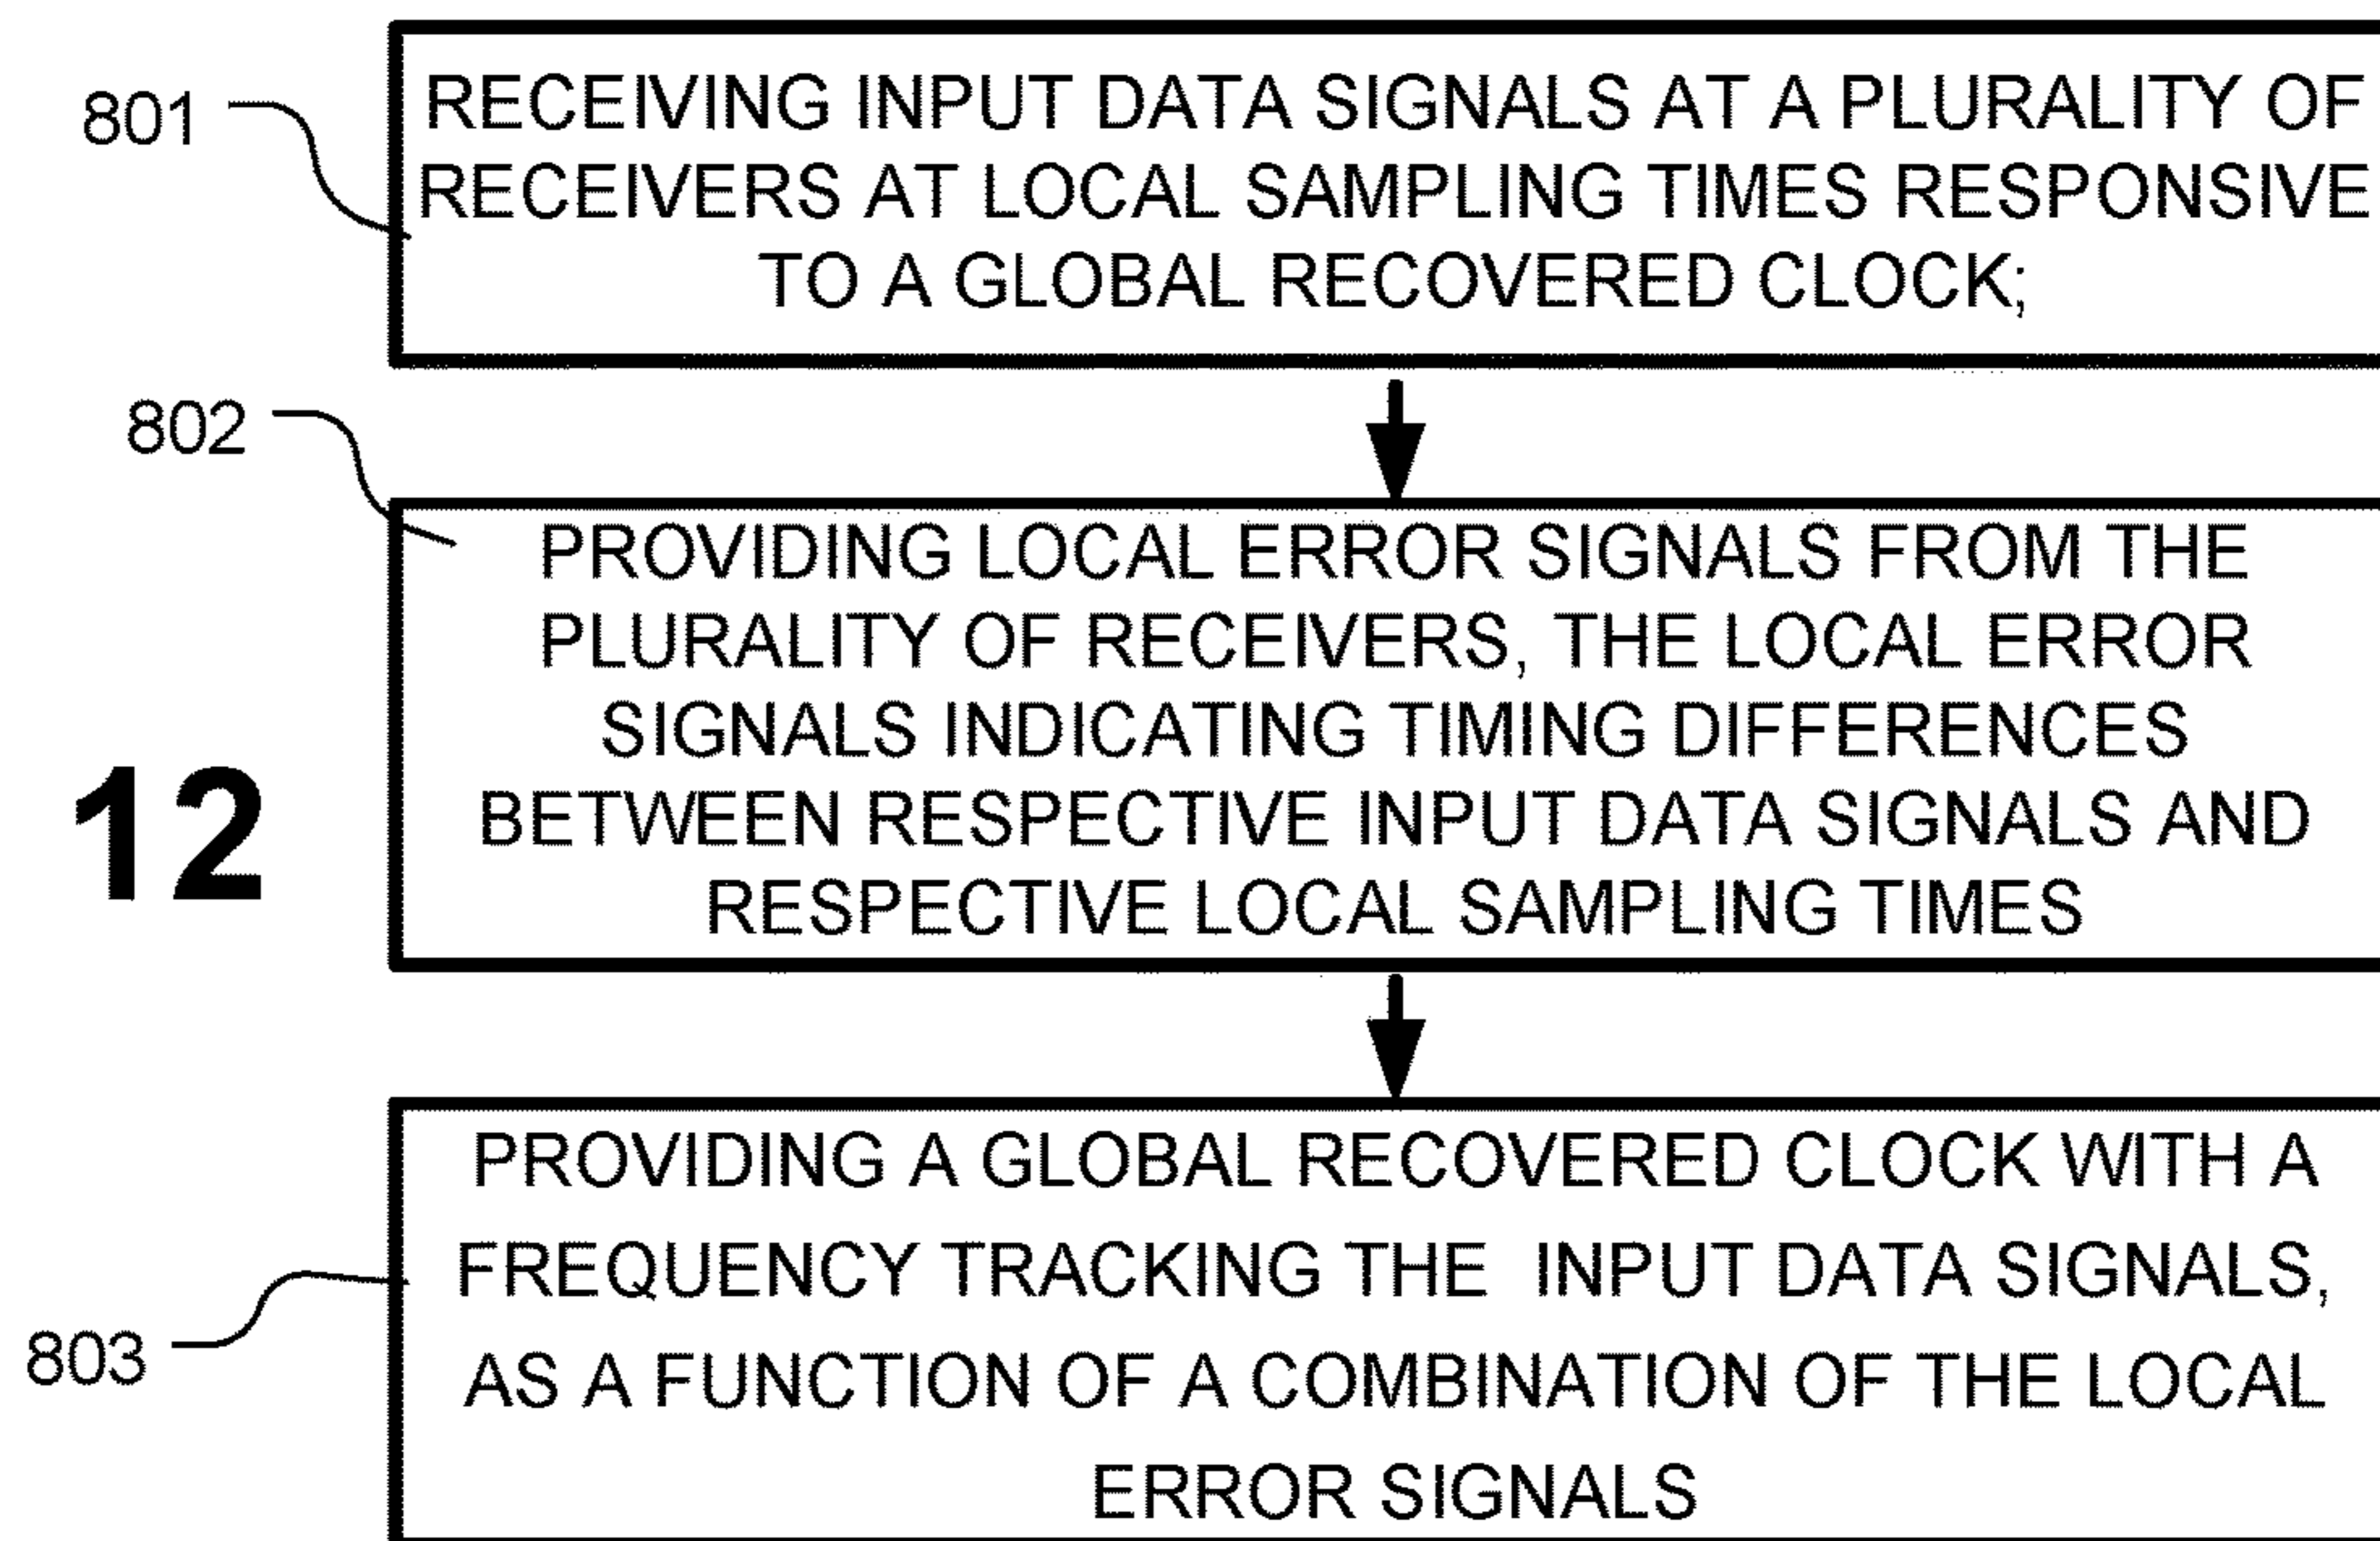 801
RECEIVING INPUT DATA SIGNALS AT A PLURALITY OF
RECEIVERS AT LOCAL SAMPLING TIMES RESPONSIVE
TO A GLOBAL RECOVERED CLOCK;
802
PROVIDING LOCAL ERROR SIGNALS FROM THE
PLURALITY OF RECEIVERS, THE LOCAL ERROR
SIGNALS INDICATING TIMING DIFFERENCES
BETWEEN RESPECTIVE INPUT DATA SIGNALS AND
RESPECTIVE LOCAL SAMPLING TIMES
12
803
PROVIDING A GLOBAL RECOVERED CLOCK WITH A
FREQUENCY TRACKING THE INPUT DATA SIGNALS,
AS A FUNCTION OF A COMBINATION OF THE LOCAL
ERROR SIGNALS